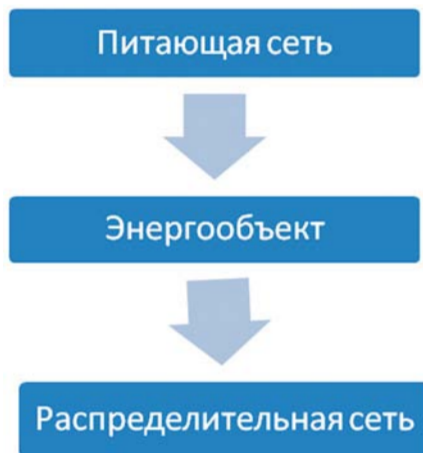 Питающая сеть
Энергообъект
Распределительная сеть